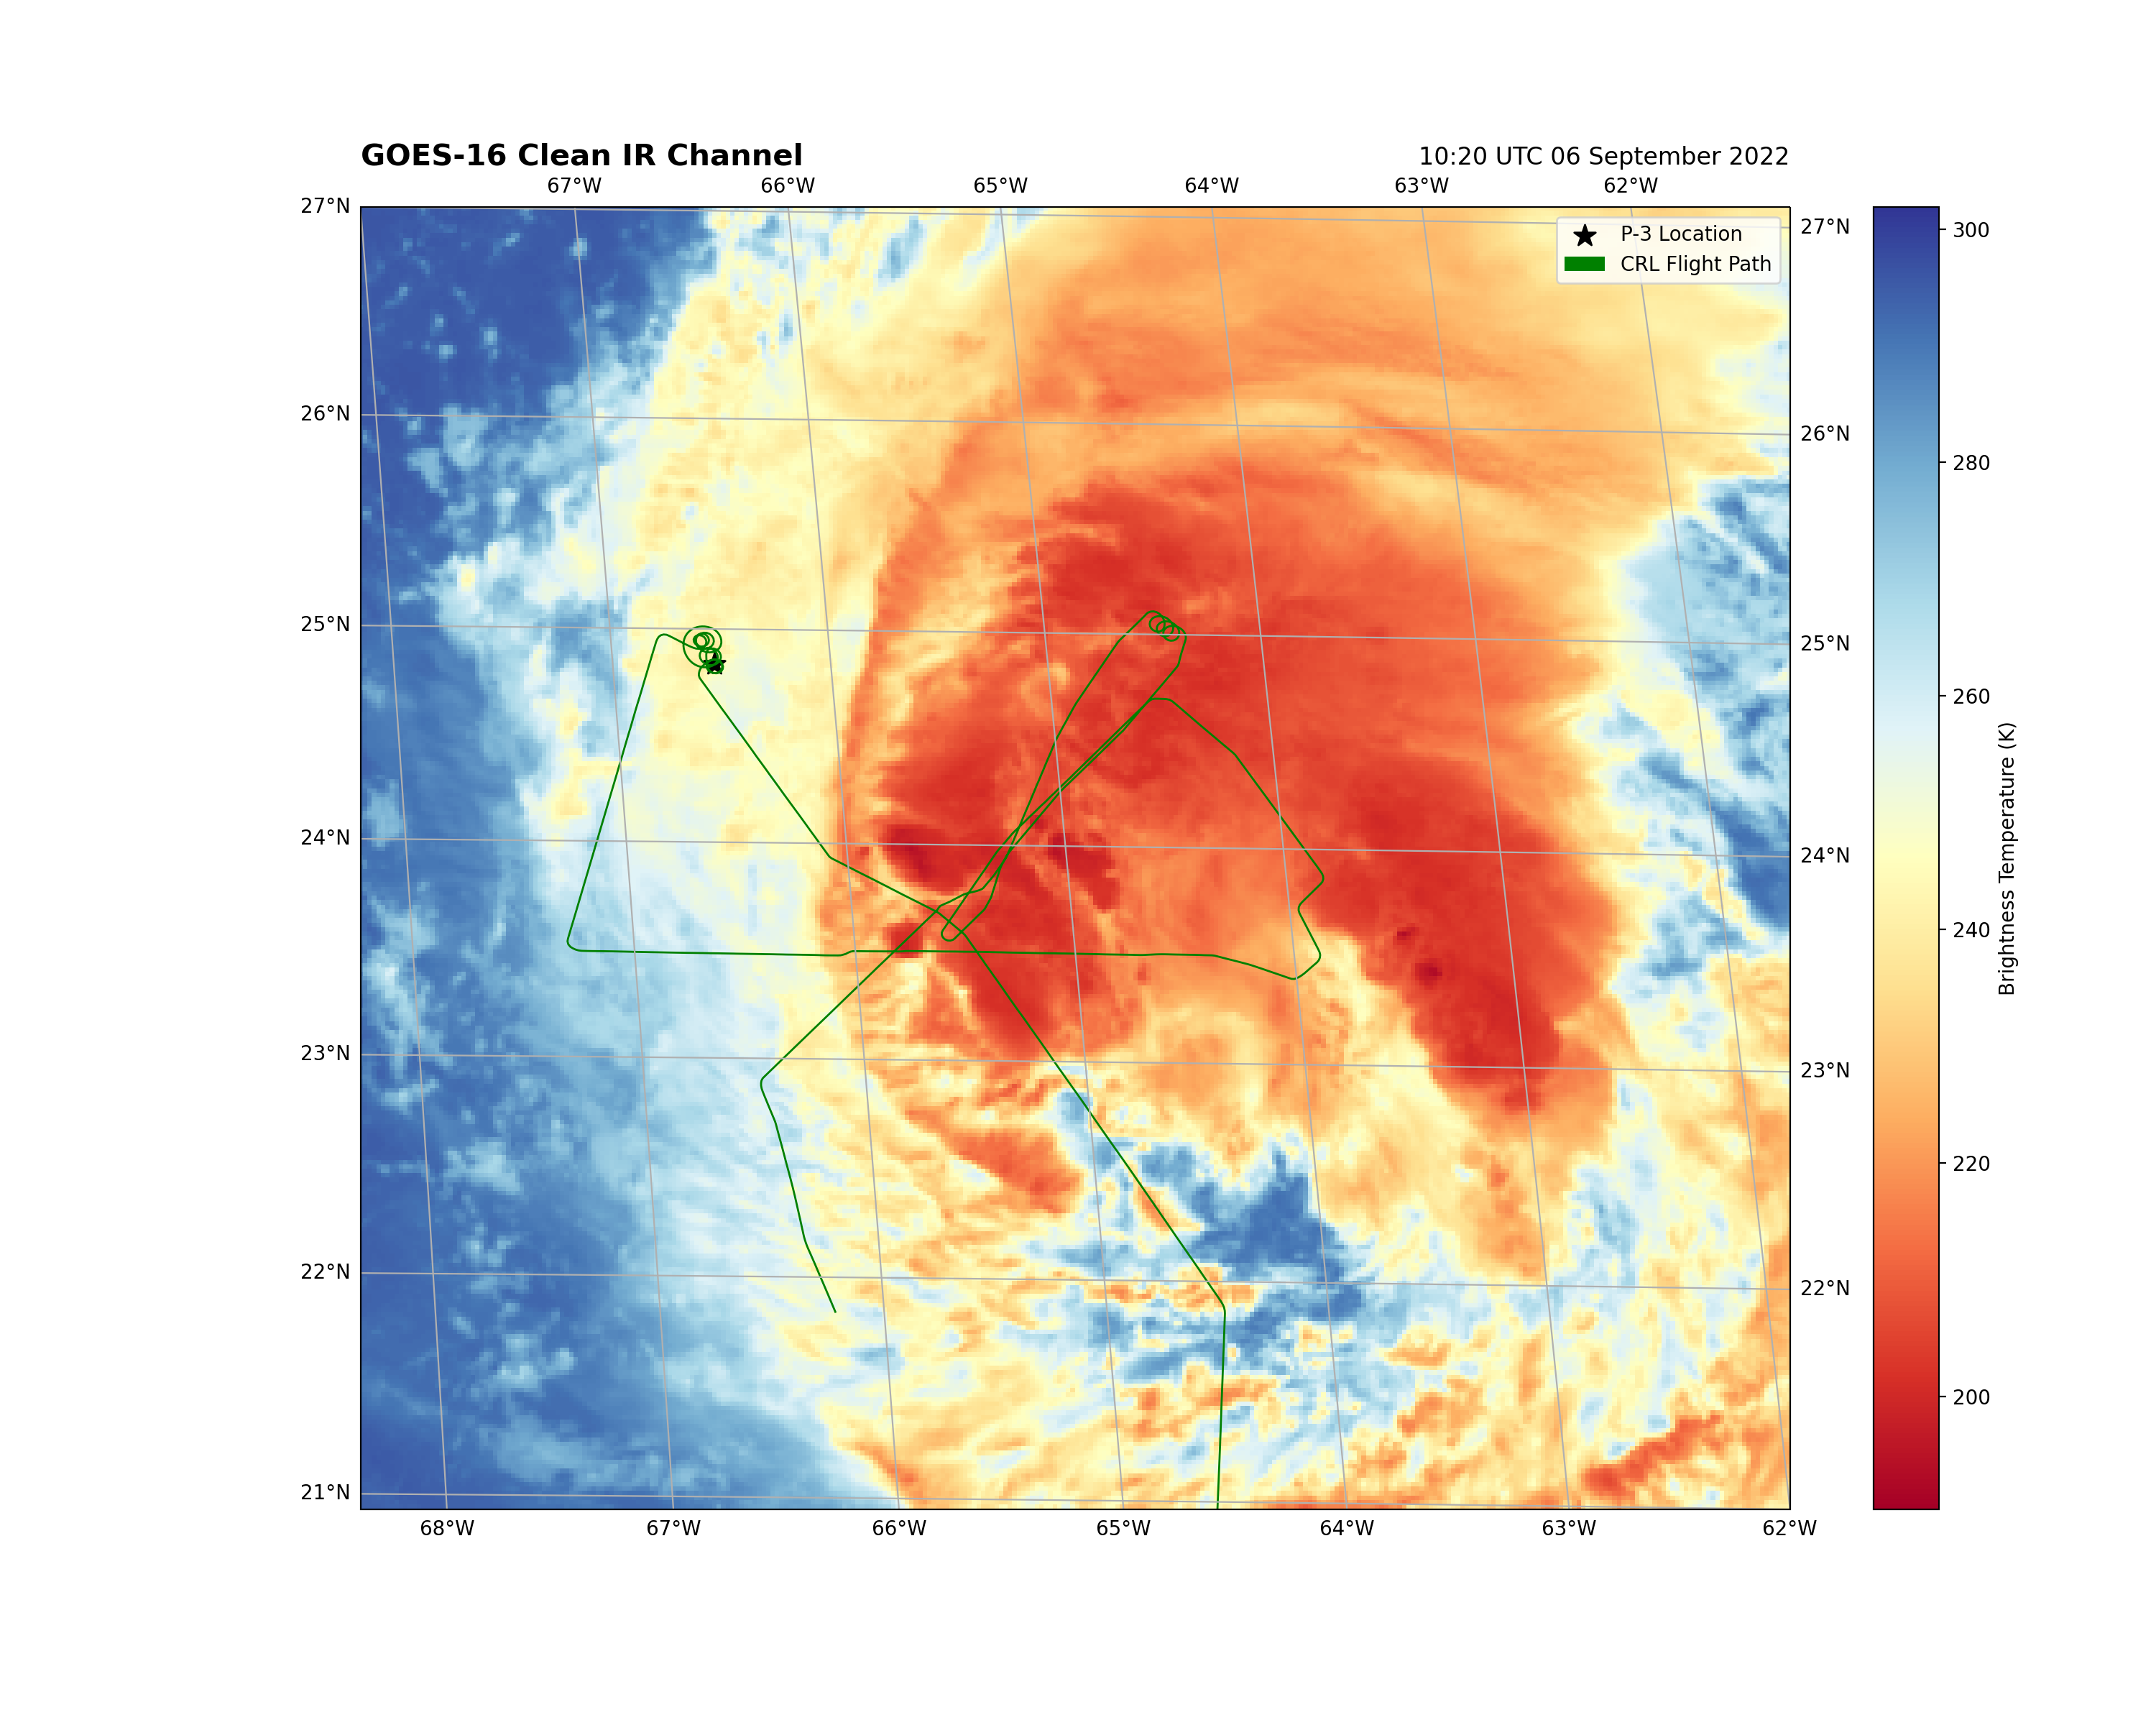 GOES-16 Clean IR Channel
10:20 UTC 06 September 2022
67°W 66°W 65°W 64°W 63°W 62°W
27°N
26°N
25°N
24°N
23°N
22°N
21°N
P-3 Location
CRL Flight Path
27°N
26°N
25°N
24°N
23°N
22°N
68°W 67°W 66°W 65°W 64°W 63°W 62°W
300
280
260
240
220
200
Brightness Temperature (K)